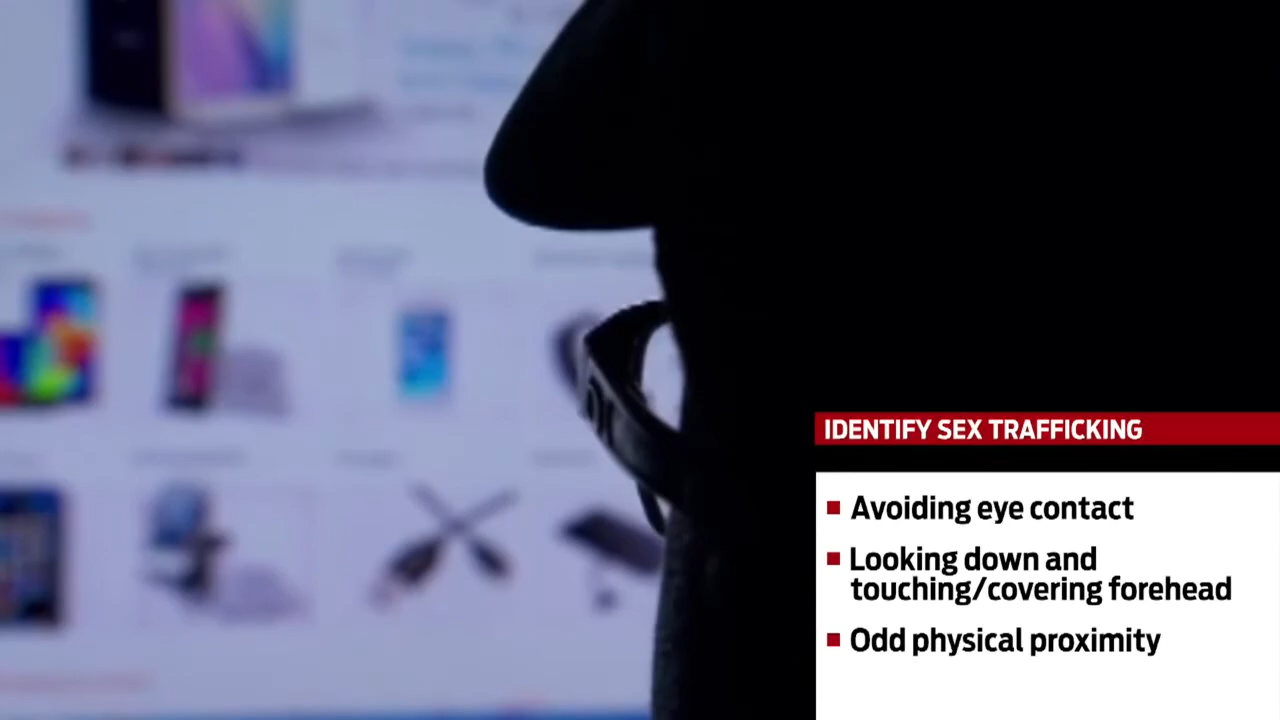 IDENTIFY SEX TRAFFICKING
Avoiding eye contact
Looking down and
touching/covering forehead
Odd physical proximity